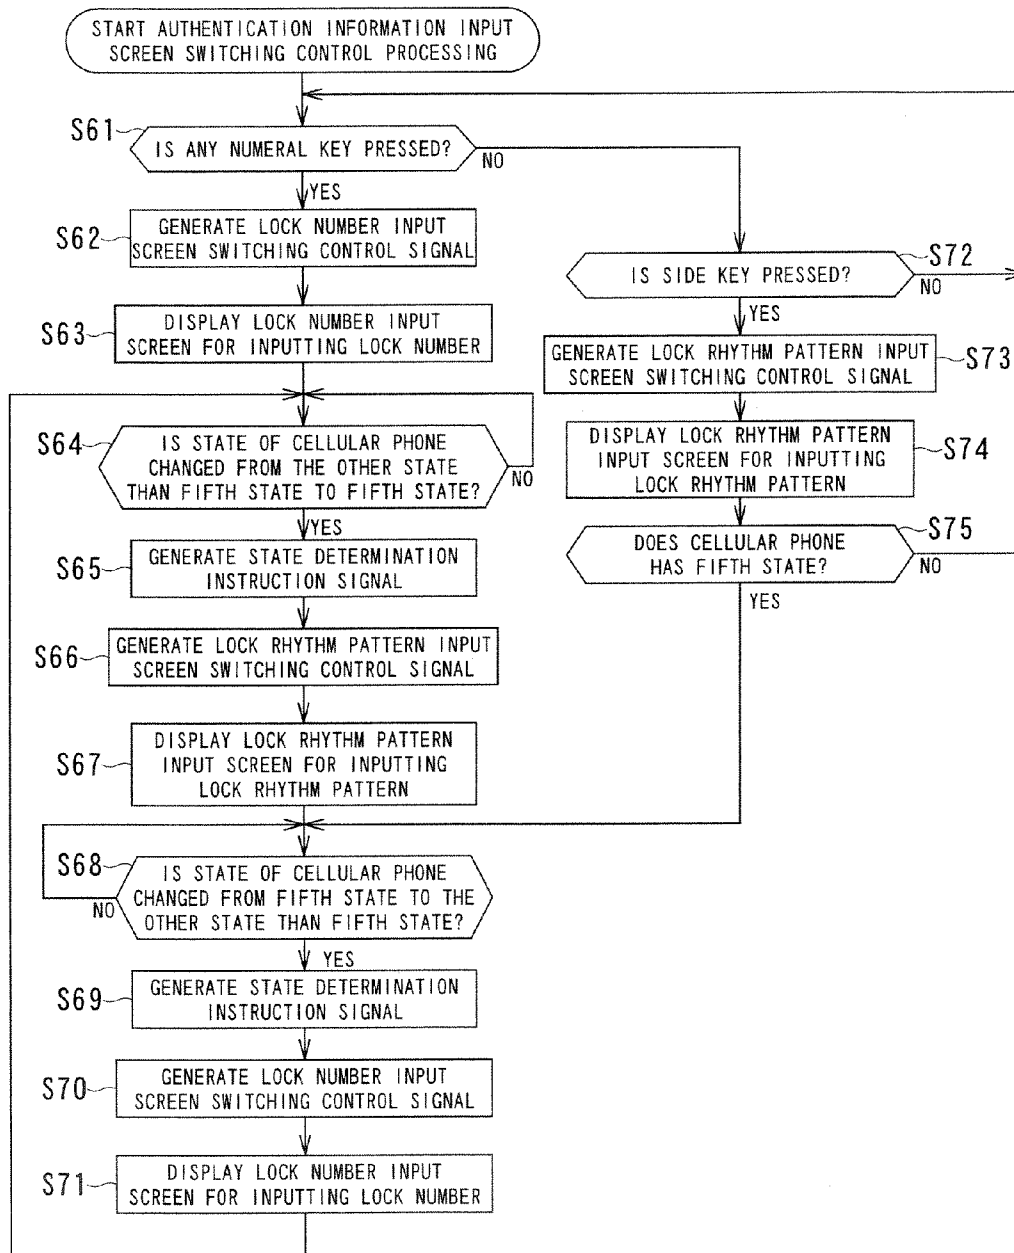 START AUTHENTICATION INFORMATION INPUT
SCREEN SWITCHING CONTROL PROCESSING
S61
IS ANY NUMERAL KEY PRESSED?
NO
YES
S62
GENERATE LOCK NUMBER INPUT
SCREEN SWITCHING CONTROL SIGNAL
S63
DISPLAY LOCK NUMBER INPUT
SCREEN FOR INPUTTING LOCK NUMBER
S64
IS STATE OF CELLULAR PHONE
CHANGED FROM THE OTHER STATE
THAN FIFTH STATE TO FIFTH STATE?
NO
YES
S65
GENERATE STATE DETERMINATION
INSTRUCTION SIGNAL
S66
GENERATE LOCK RHYTHM PATTERN INPUT
SCREEN SWITCHING CONTROL SIGNAL
S67
DISPLAY LOCK RHYTHM PATTERN
INPUT SCREEN FOR INPUTTING
LOCK RHYTHM PATTERN
S68
IS STATE OF CELLULAR PHONE
CHANGED FROM FIFTH STATE TO THE
OTHER STATE THAN FIFTH STATE?
NO
YES
S69
GENERATE STATE DETERMINATION
INSTRUCTION SIGNAL
S70
GENERATE LOCK NUMBER INPUT
SCREEN SWITCHING CONTROL SIGNAL
S71
DISPLAY LOCK NUMBER INPUT
SCREEN FOR INPUTTING LOCK NUMBER
S72
IS SIDE KEY PRESSED?
NO
YES
S73
GENERATE LOCK RHYTHM PATTERN INPUT
SCREEN SWITCHING CONTROL SIGNAL
S74
DISPLAY LOCK RHYTHM PATTERN
INPUT SCREEN FOR INPUTTING
LOCK RHYTHM PATTERN
S75
DOES CELLULAR PHONE
HAS FIFTH STATE?
NO
YES